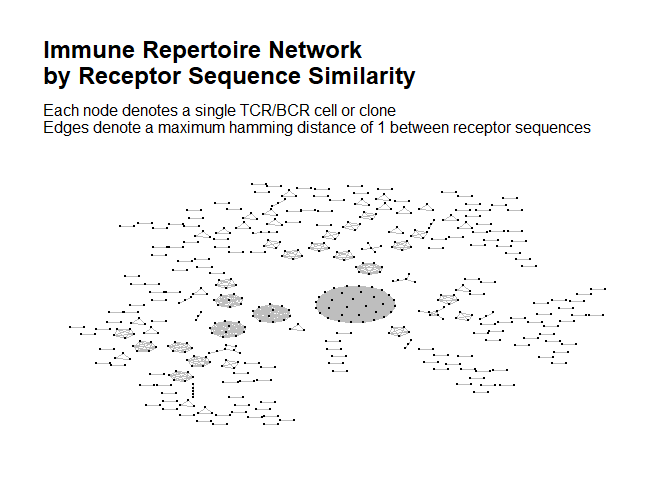 Immune Repertoire Network
by Receptor Sequence Similarity
Each node denotes a single TCR/BCR cell or clone
Edges denote a maximum hamming distance of 1 between receptor sequences